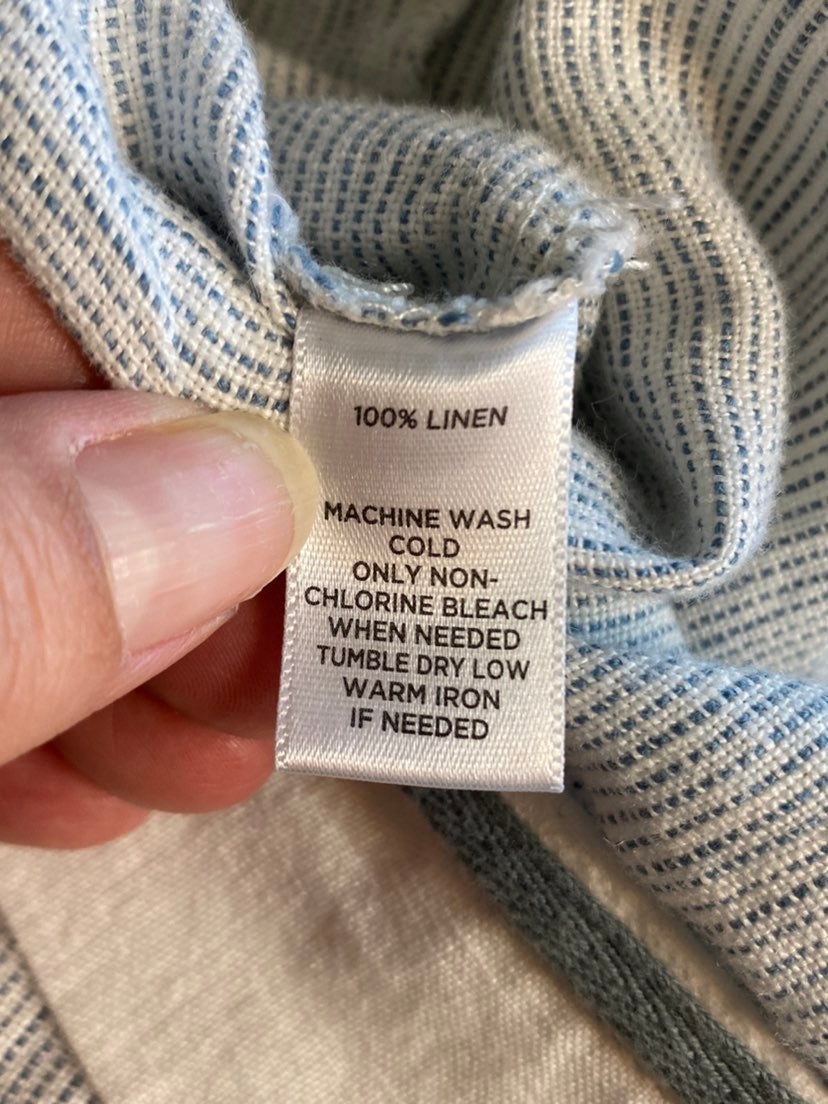 100% LINEN
MACHINE WASH
COLD
ONLY NON-
CHLORINE BLEACH
WHEN NEEDED
TUMBLE DRY LOW
WARM IRON
IF NEEDED